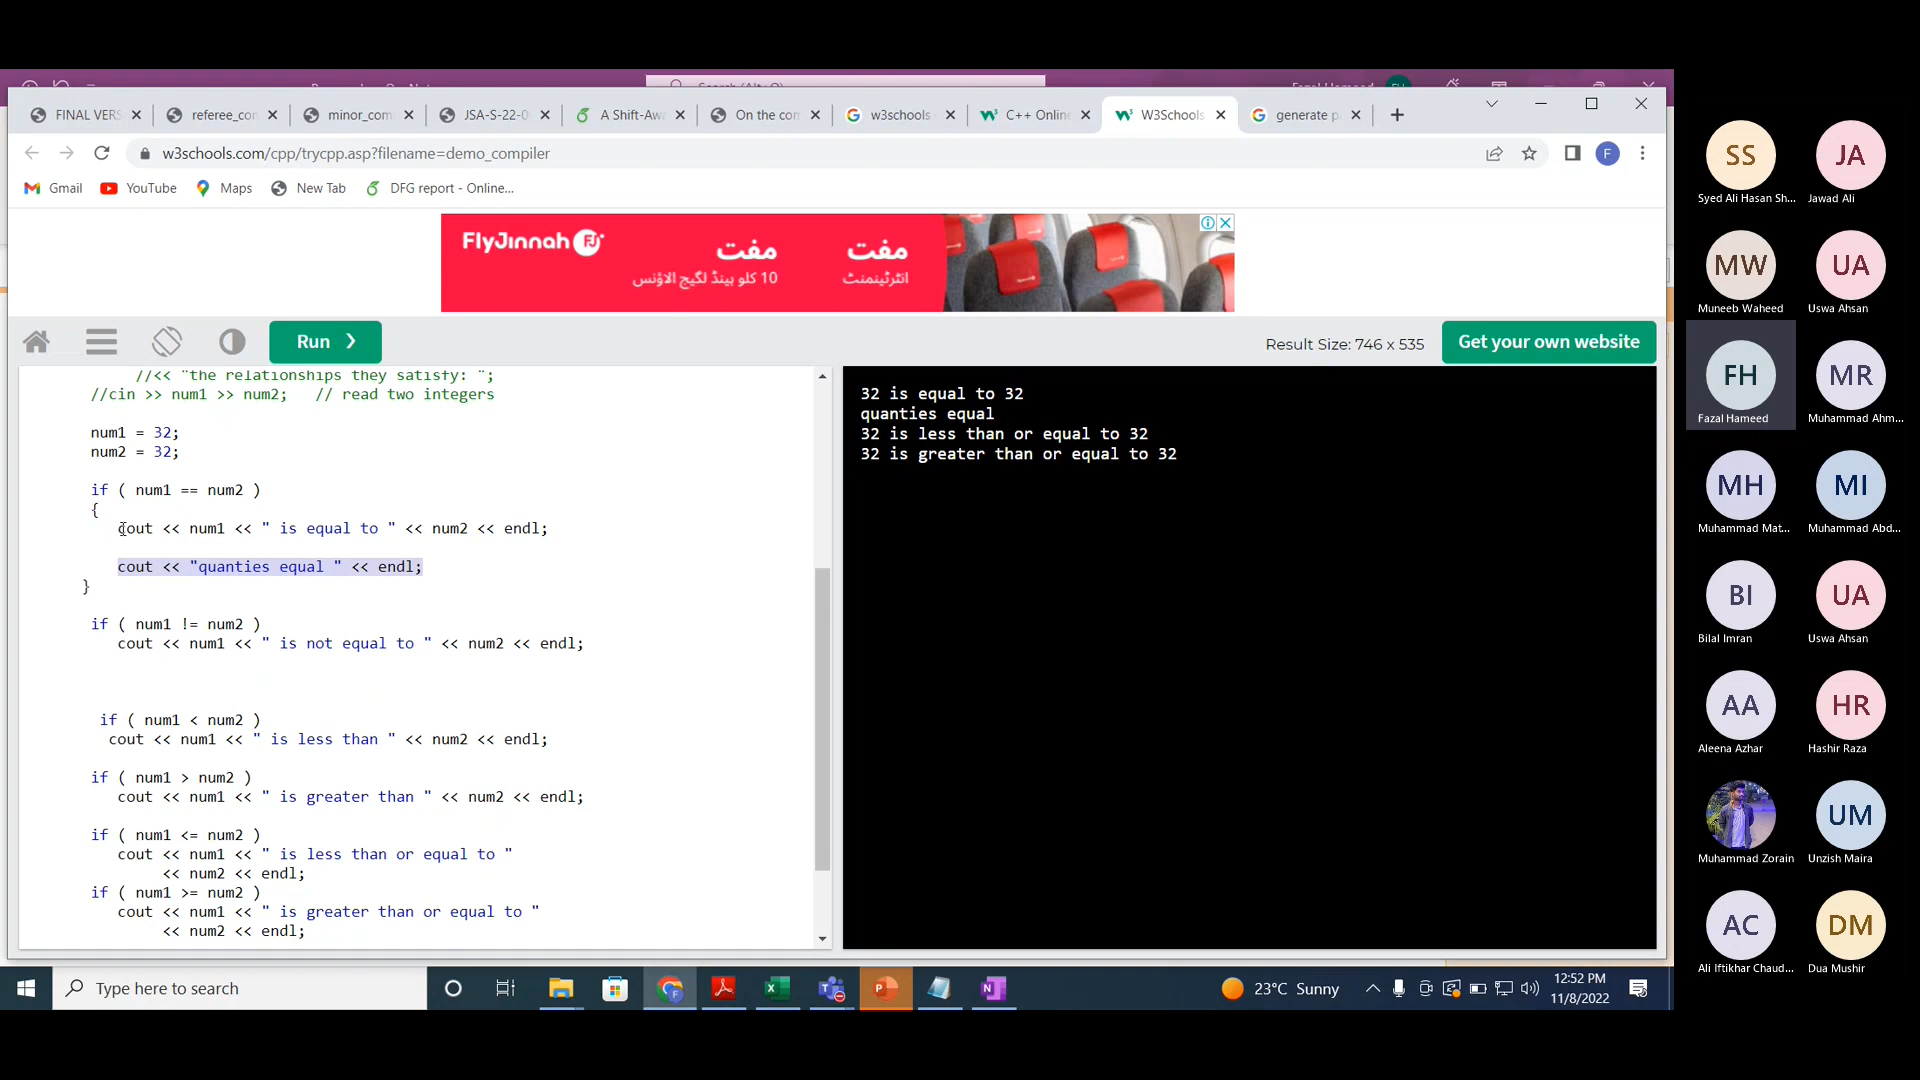 Search (Alt+Q)
Fazal Hameed
FH
FINAL VERS
referee_con
minor_com
JSA-S-22-0
A Shift-Awa
On the com
w3schools
C++ Online
W3Schools
generate p
w3schools.com/cpp/trycpp.asp?filename=demo_compiler
F
Gmail
YouTube
Maps
New Tab
DFG report - Online...
FlyJınnah FJ
مفت
10 کلو ہینڈ لگیج الاؤنس
مفت
انٹرٹینمنٹ
Run ❯
Result Size: 746 x 535
Get your own website
//<< "the relationships they satisfy: ";
//cin >> num1 >> num2;   // read two integers
num1 = 32;
num2 = 32;
if ( num1 == num2 )
{
cout << num1 << " is equal to " << num2 << endl;
cout << "quanties equal " << endl;
}
if ( num1 != num2 )
cout << num1 << " is not equal to " << num2 << endl;
if ( num1 < num2 )
cout << num1 << " is less than " << num2 << endl;
if ( num1 > num2 )
cout << num1 << " is greater than " << num2 << endl;
if ( num1 <= num2 )
cout << num1 << " is less than or equal to "
<< num2 << endl;
if ( num1 >= num2 )
cout << num1 << " is greater than or equal to "
<< num2 << endl;
32 is equal to 32
quanties equal
32 is less than or equal to 32
32 is greater than or equal to 32
Type here to search
23°C Sunny
12:52 PM
11/8/2022
SS
Syed Ali Hasan Sh...
JA
Jawad Ali
MW
Muneeb Waheed
UA
Uswa Ahsan
FH
Fazal Hameed
MR
Muhammad Ahm...
MH
Muhammad Mat...
MI
Muhammad Abd...
BI
Bilal Imran
UA
Uswa Ahsan
AA
Aleena Azhar
HR
Hashir Raza
Muhammad Zorain
UM
Unzish Maira
AC
Ali Iftikhar Chaud...
DM
Dua Mushir